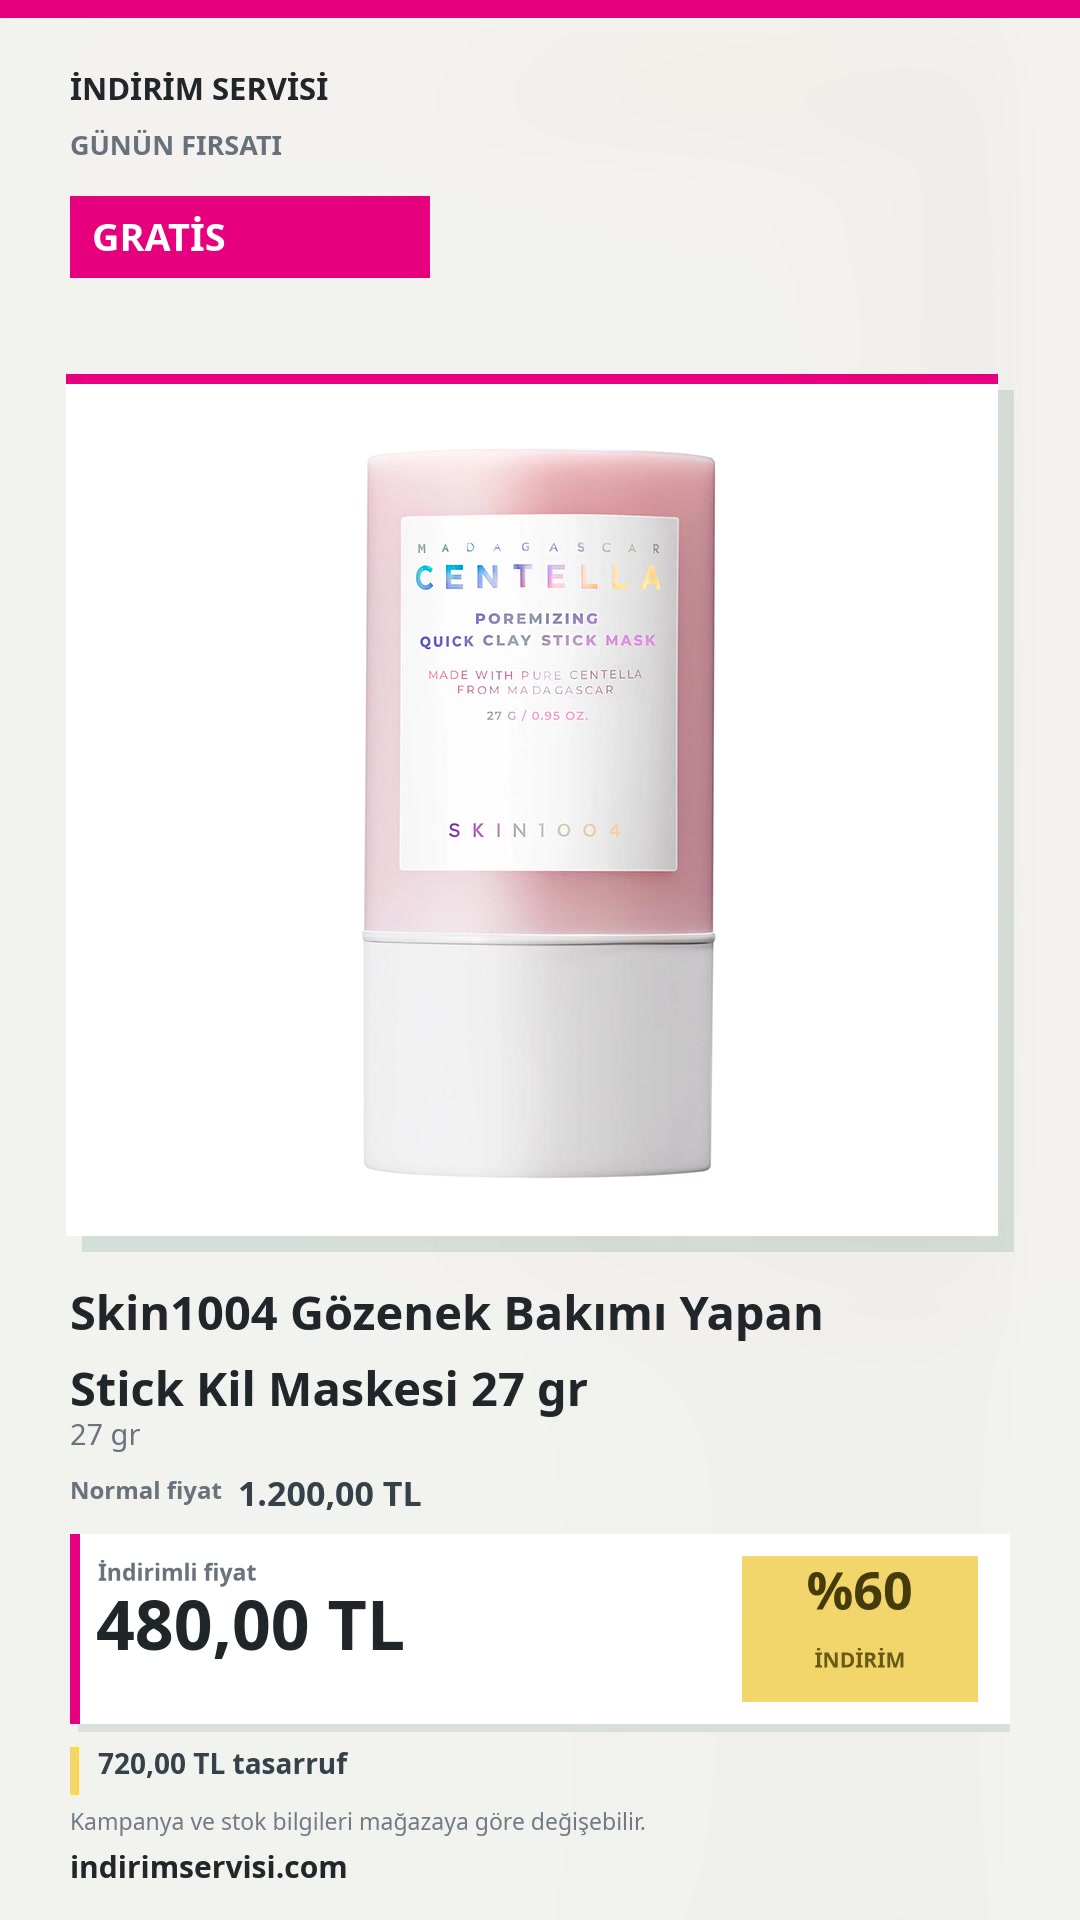 İNDİRİM SERVİSİ
GÜNÜN FIRSATI
GRATİS
MADAGASCAR
CENTELLA
POREMIZING
QUICK CLAY STICK MASK
MADE WITH PURE CENTELLA
FROM MADAGASCAR
27 G / 0.95 OZ.
SKIN1004
Skin1004 Gözenek Bakımı Yapan
Stick Kil Maskesi 27 gr
27 gr
Normal fiyat 1.200,00 TL
İndirimli fiyat
480,00 TL
%60
İNDİRİM
720,00 TL tasarruf
Kampanya ve stok bilgileri mağazaya göre değişebilir.
indirimservisi.com